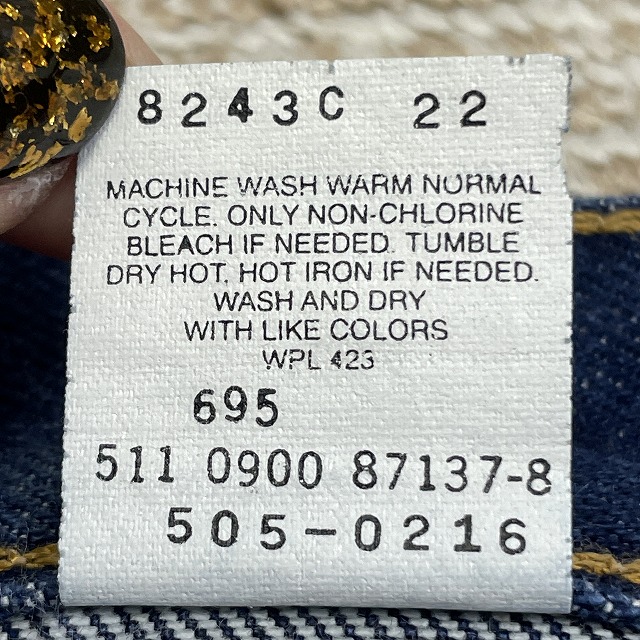 8243C 22
MACHINE WASH WARM NORMAL
CYCLE. ONLY NON-CHLORINE
BLEACH IF NEEDED. TUMBLE
DRY HOT. HOT IRON IF NEEDED.
WASH AND DRY
WITH LIKE COLORS
WPL 423
695
511 0900 87137-8
505-0216